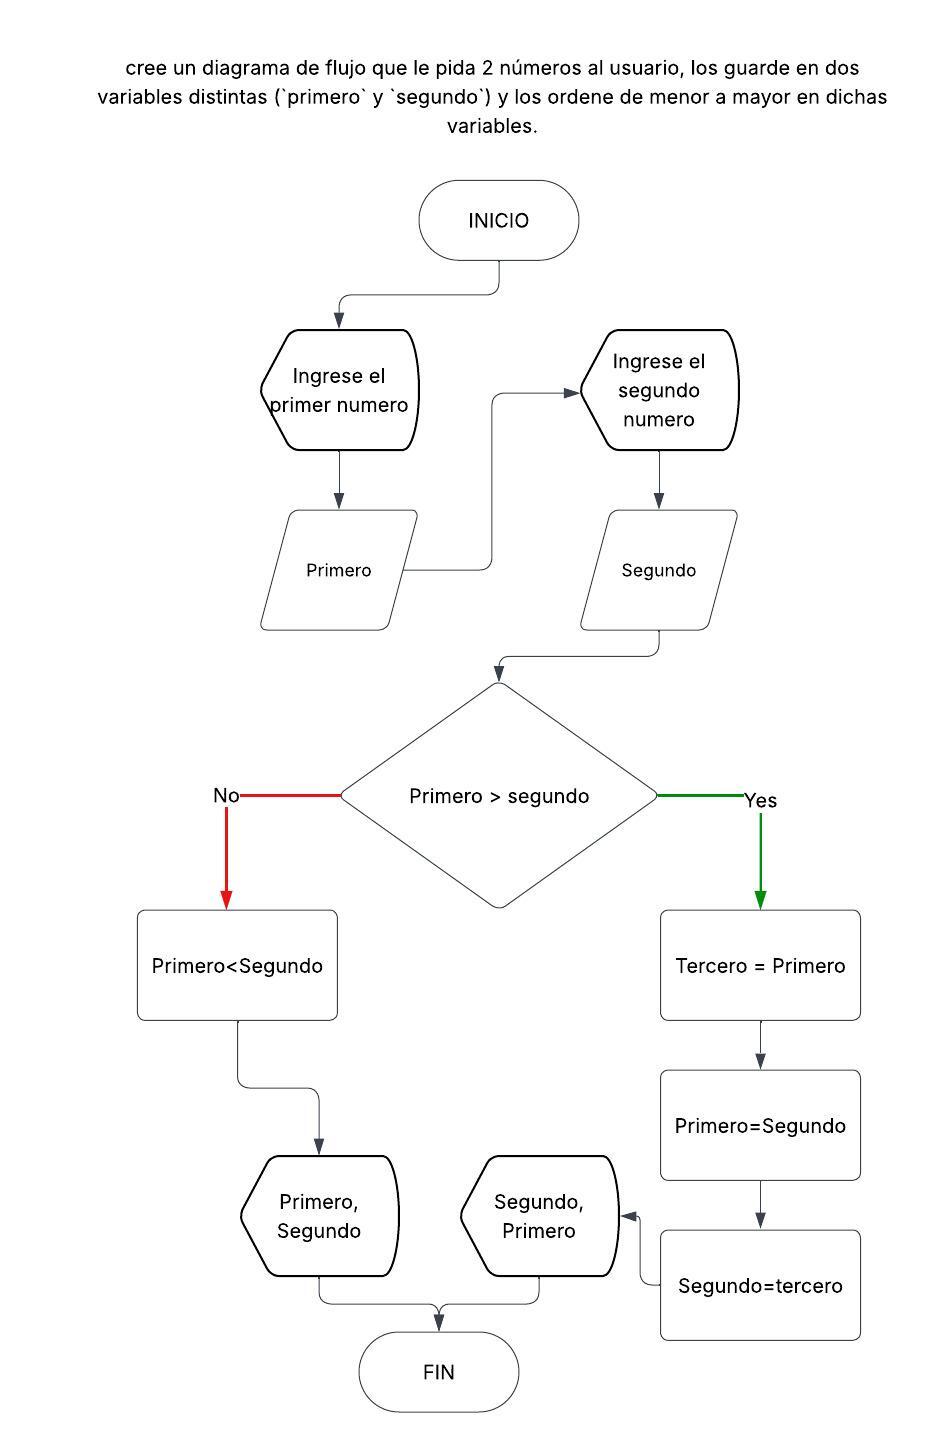 cree un diagrama de flujo que le pida 2 números al usuario, los guarde en dos
variables distintas (`primero` y `segundo`) y los ordene de menor a mayor en dichas
variables.
INICIO
Ingrese el
primer numero
Ingrese el
segundo
numero
Primero
Segundo
Primero > segundo
No
Yes
Primero<Segundo
Tercero = Primero
Primero=Segundo
Primero,
Segundo
Segundo,
Primero
Segundo=tercero
FIN